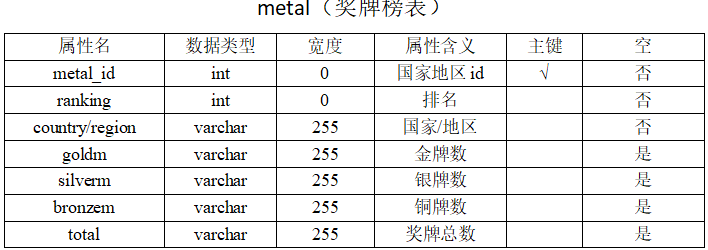 metal（奖牌榜表）
属性名 数据类型 宽度 属性含义 主键 空
metal_id int 0 国家地区 id √ 否
ranking int 0 排名 否
country/region varchar 255 国家/地区 否
goldm varchar 255 金牌数 是
silverm varchar 255 银牌数 是
bronzem varchar 255 铜牌数 是
total varchar 255 奖牌总数 是